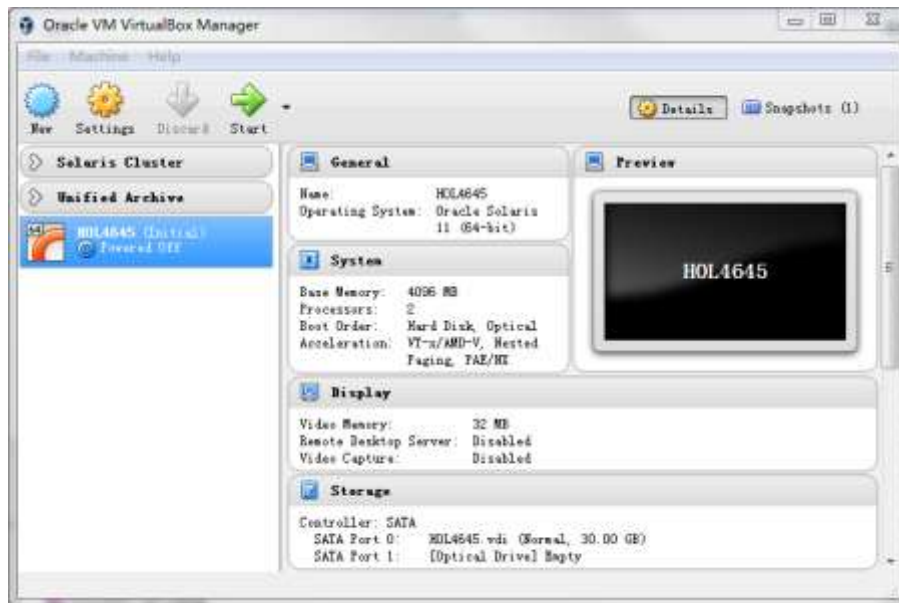 Oracle VM VirtualBox Manager
File Machine Help
New Settings Discard Start
Details Snapshots (1)
Solaris Cluster
Unified Archive
64
HOL4645 (Initial)
Powered Off
General
Name: HOL4645
Operating System: Oracle Solaris
11 (64-bit)
System
Base Memory: 4096 MB
Processors: 2
Boot Order: Hard Disk, Optical
Acceleration: VT-x/AMD-V, Nested
Paging, PAE/NX
Preview
HOL4645
Display
Video Memory: 32 MB
Remote Desktop Server: Disabled
Video Capture: Disabled
Storage
Controller: SATA
SATA Port 0: HOL4645.vdi (Normal, 30.00 GB)
SATA Port 1: [Optical Drive] Empty